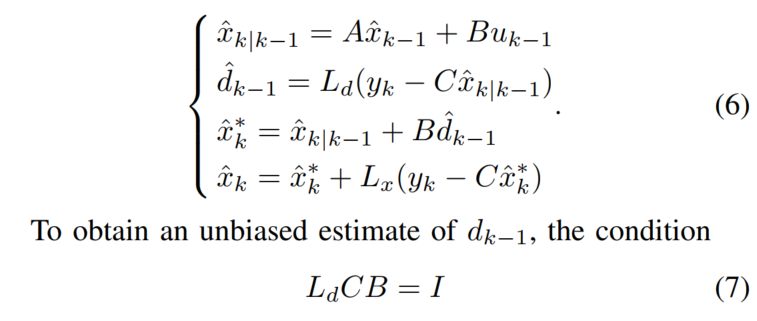 x̂_{k|k−1} = Ax̂_{k−1} + Bu_{k−1}
d̂_{k−1} = L_d(y_k − Cx̂_{k|k−1})
x̂*_k = x̂_{k|k−1} + Bd̂_{k−1}
x̂_k = x̂*_k + L_x(y_k − Cx̂*_k)
. (6)
To obtain an unbiased estimate of d_{k−1}, the condition
L_dCB = I (7)